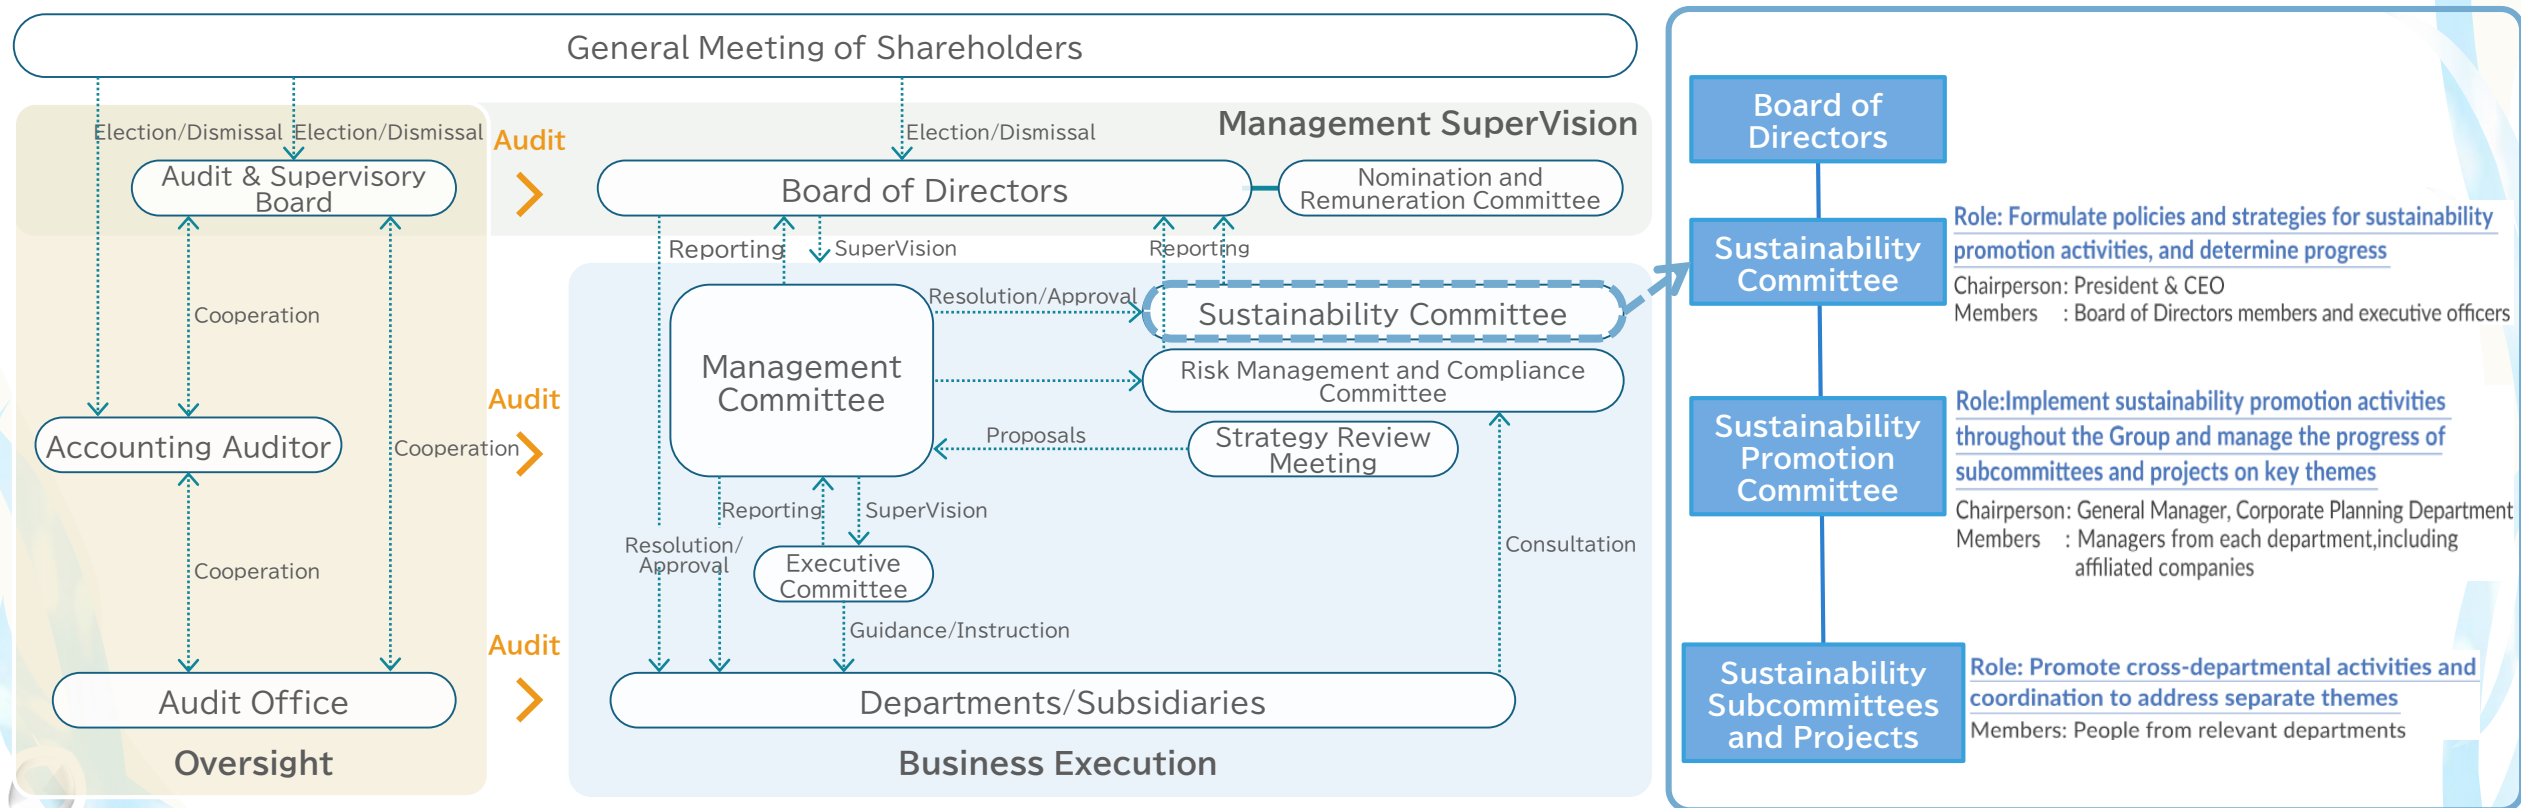 General Meeting of Shareholders
Election/Dismissal
Election/Dismissal
Audit
Election/Dismissal
Management SuperVision
Audit & Supervisory
Board
Board of Directors
Nomination and
Remuneration Committee
Reporting
SuperVision
Reporting
Cooperation
Resolution/Approval
Sustainability Committee
Management
Committee
Risk Management and Compliance
Committee
Audit
Accounting Auditor
Cooperation
Proposals
Strategy Review
Meeting
Reporting
SuperVision
Resolution/
Approval
Executive
Committee
Consultation
Cooperation
Guidance/Instruction
Audit
Audit Office
Departments/Subsidiaries
Oversight
Business Execution
Board of
Directors
Sustainability
Committee
Role: Formulate policies and strategies for sustainability
promotion activities, and determine progress
Chairperson: President & CEO
Members : Board of Directors members and executive officers
Sustainability
Promotion
Committee
Role:Implement sustainability promotion activities
throughout the Group and manage the progress of
subcommittees and projects on key themes
Chairperson: General Manager, Corporate Planning Department
Members : Managers from each department,including
affiliated companies
Sustainability
Subcommittees
and Projects
Role: Promote cross-departmental activities and
coordination to address separate themes
Members: People from relevant departments